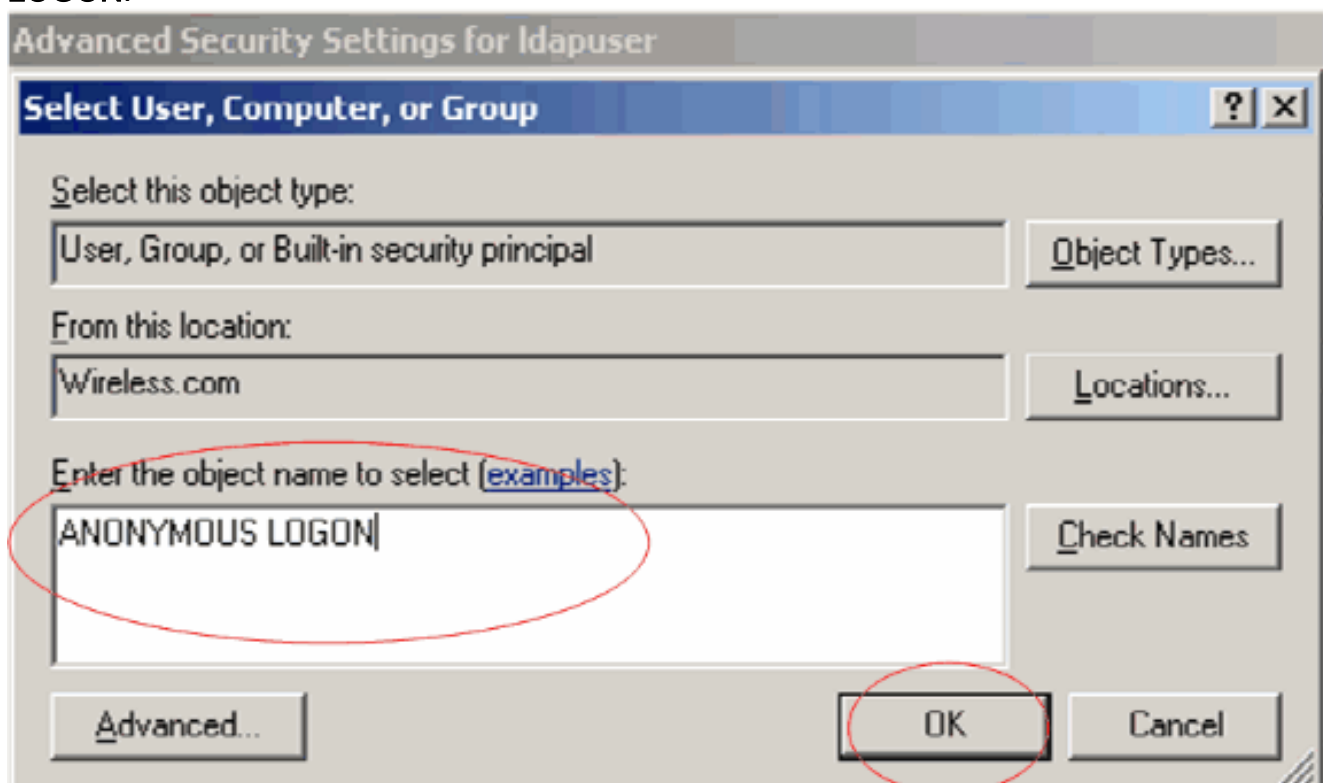 LOGON.
Advanced Security Settings for ldapuser
Select User, Computer, or Group
? X
Select this object type:
User, Group, or Built-in security principal
Object Types...
From this location:
Wireless.com
Locations...
Enter the object name to select (examples):
ANONYMOUS LOGON
Check Names
Advanced...
OK
Cancel